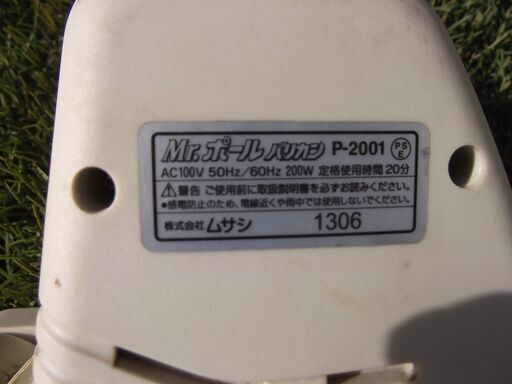 Mr.ポール バリカン P-2001 PSE
AC100V 50Hz/60Hz 200W 定格使用時間 20分
⚠警告 ご使用前に取扱説明書を必ずお読みください。
●感電防止のため、電線近くや雨中では使用しないでください。
株式会社 ムサシ 1306